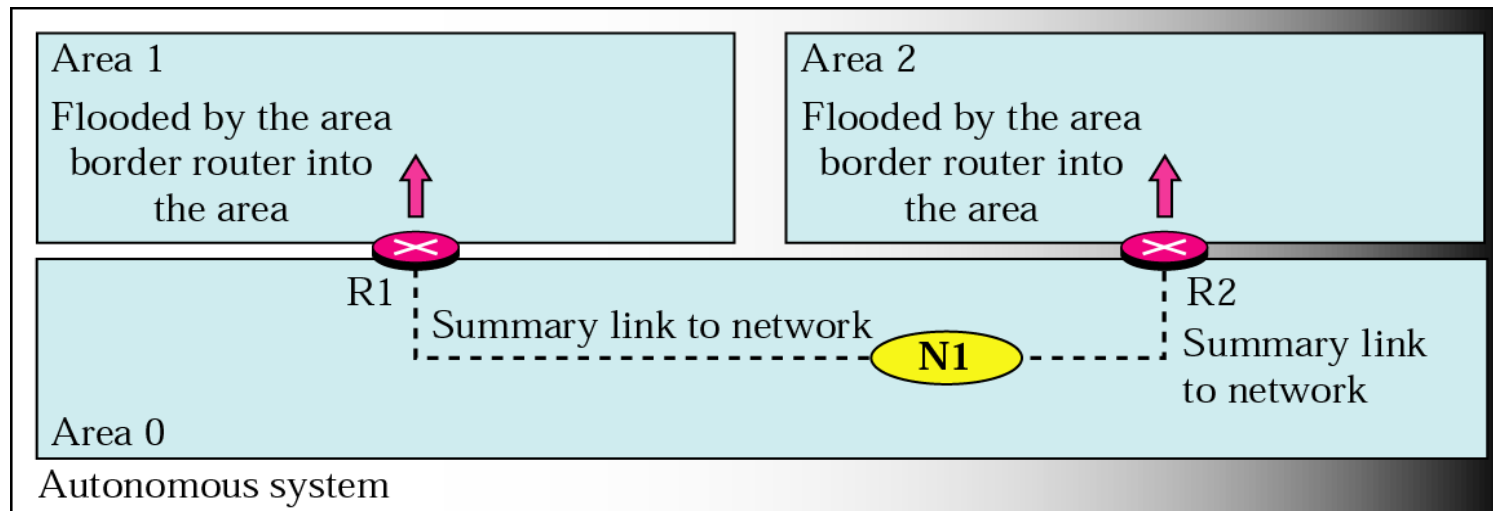 Area 1
Flooded by the area
border router into
the area
Area 2
Flooded by the area
border router into
the area
R1
R2
Summary link to network
N1
Summary link
to network
Area 0
Autonomous system